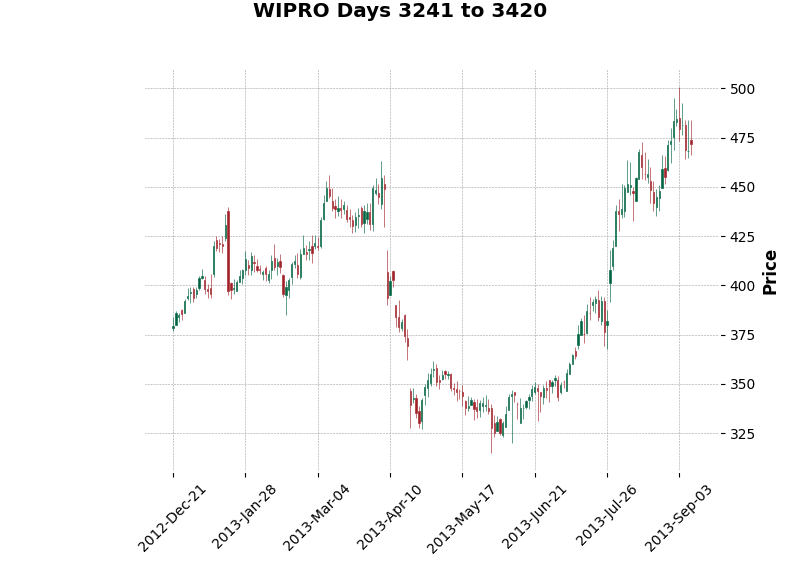 WIPRO Days 3241 to 3420
500
475
450
425
400
375
350
325
Price
2012-Dec-21
2013-Jan-28
2013-Mar-04
2013-Apr-10
2013-May-17
2013-Jun-21
2013-Jul-26
2013-Sep-03